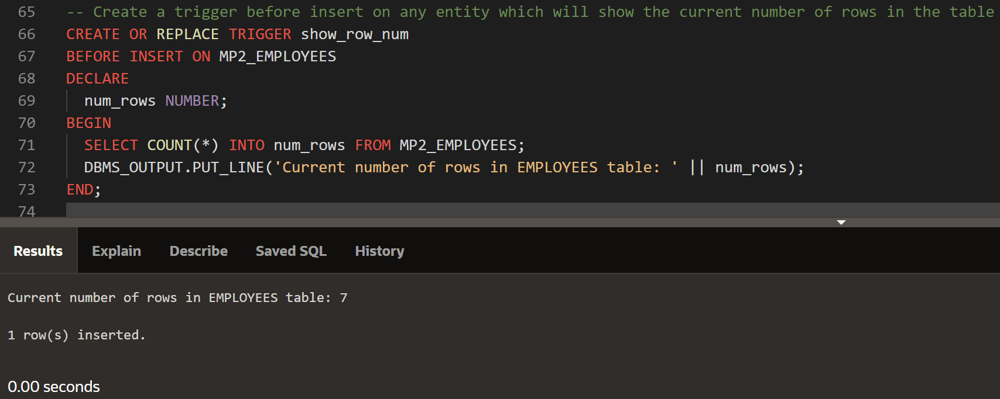 65 -- Create a trigger before insert on any entity which will show the current number of rows in the table
66 CREATE OR REPLACE TRIGGER show_row_num
67 BEFORE INSERT ON MP2_EMPLOYEES
68 DECLARE
69   num_rows NUMBER;
70 BEGIN
71   SELECT COUNT(*) INTO num_rows FROM MP2_EMPLOYEES;
72   DBMS_OUTPUT.PUT_LINE('Current number of rows in EMPLOYEES table: ' || num_rows);
73 END;
74
Results Explain Describe Saved SQL History
Current number of rows in EMPLOYEES table: 7
1 row(s) inserted.
0.00 seconds